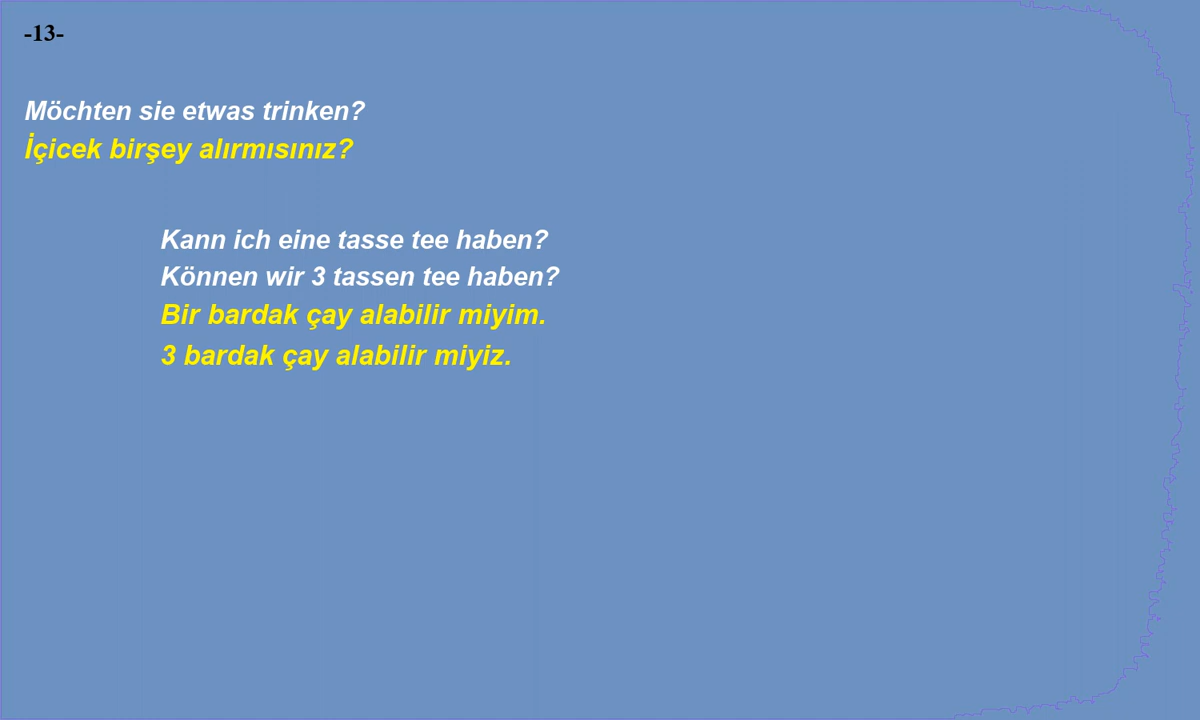 -13-
Möchten sie etwas trinken?
İçicek birşey alırmısınız?
Kann ich eine tasse tee haben?
Können wir 3 tassen tee haben?
Bir bardak çay alabilir miyim.
3 bardak çay alabilir miyiz.